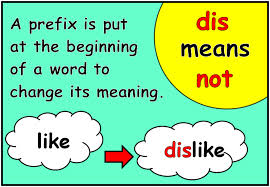 A prefix is put
at the beginning
of a word to
change its meaning.
dis
means
not
like
dislike